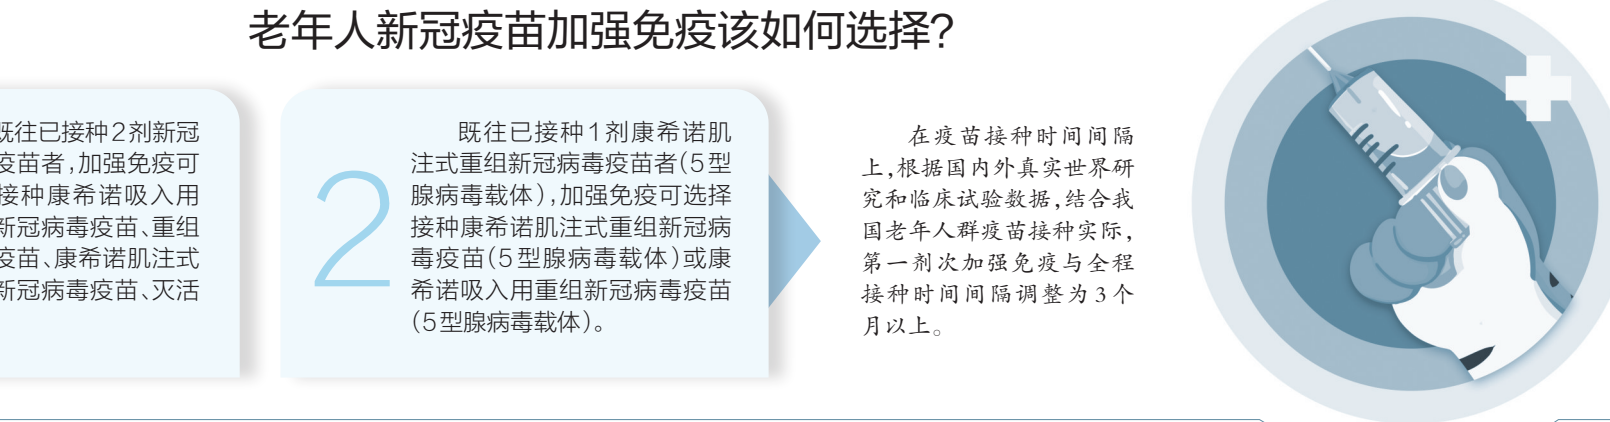 老年人新冠疫苗加强免疫该如何选择?
既往已接种2剂新冠
疫苗者,加强免疫可
接种康希诺吸入用
新冠病毒疫苗、重组
疫苗、康希诺肌注式
新冠病毒疫苗、灭活
2
既往已接种1剂康希诺肌
注式重组新冠病毒疫苗者(5型
腺病毒载体),加强免疫可选择
接种康希诺肌注式重组新冠病
毒疫苗(5型腺病毒载体)或康
希诺吸入用重组新冠病毒疫苗
(5型腺病毒载体)。
在疫苗接种时间间隔
上,根据国内外真实世界研
究和临床试验数据,结合我
国老年人群疫苗接种实际,
第一剂次加强免疫与全程
接种时间间隔调整为3个
月以上。